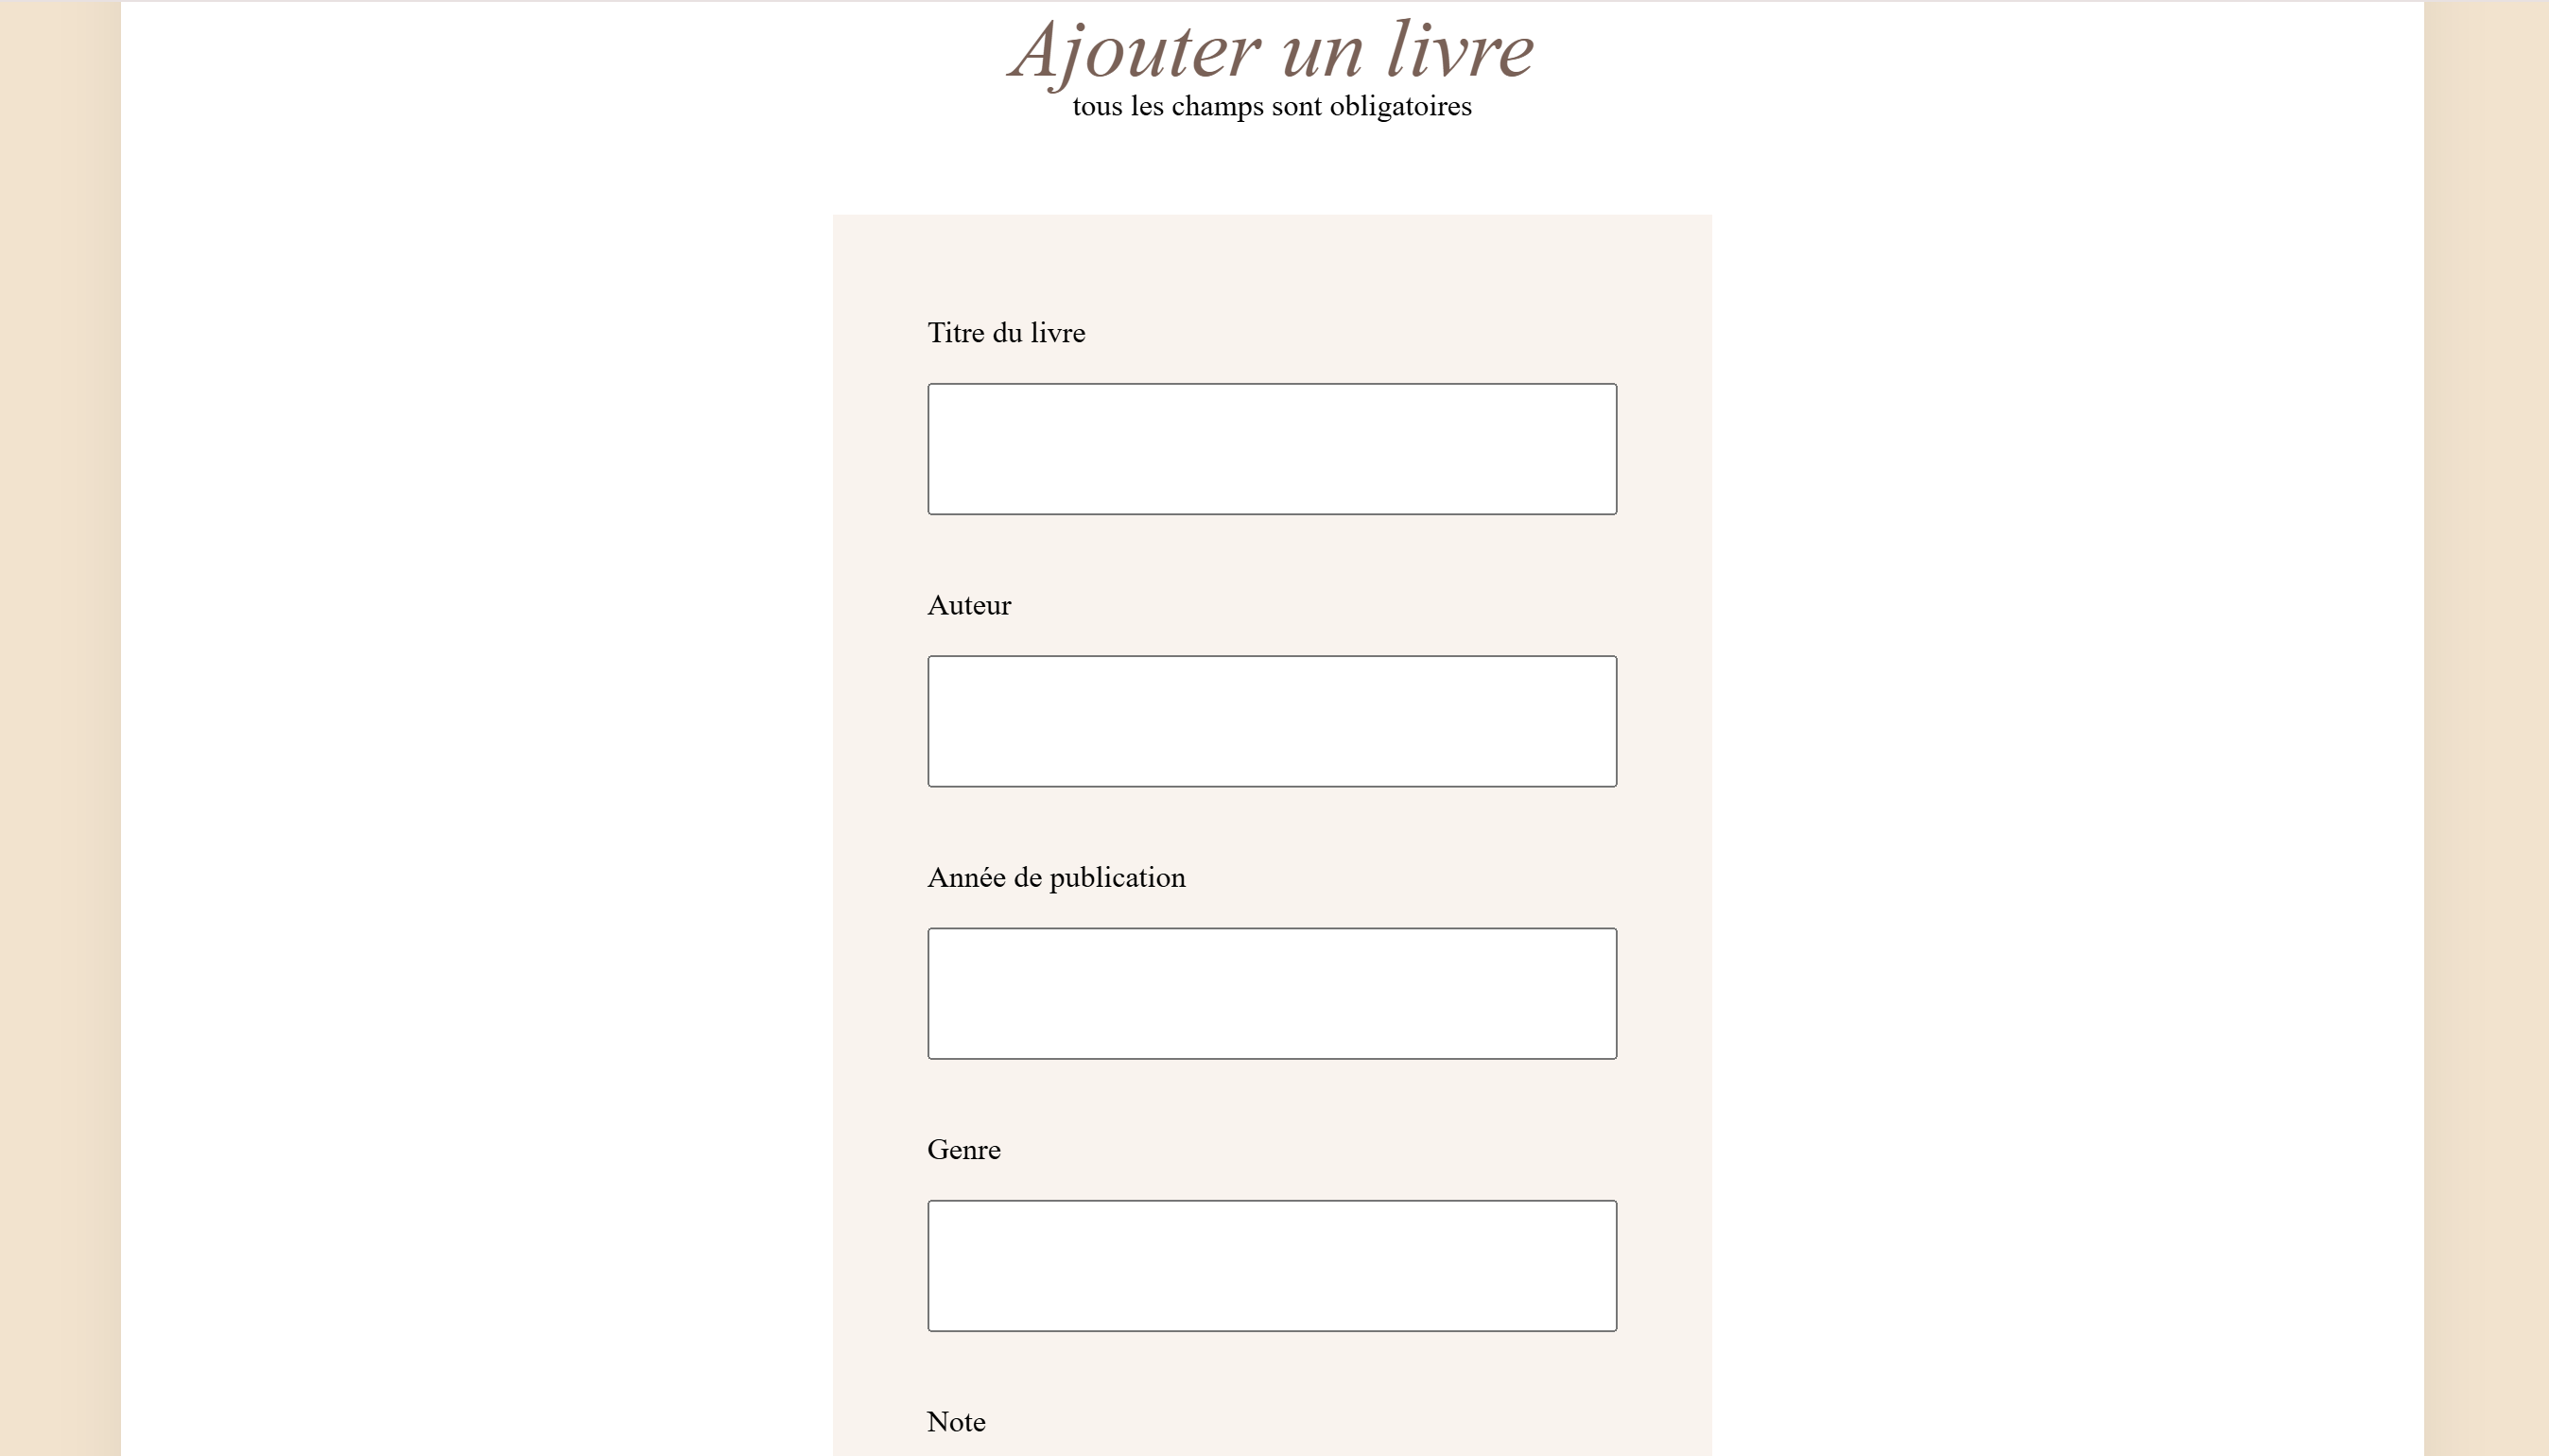 Ajouter un livre
tous les champs sont obligatoires
Titre du livre
Auteur
Année de publication
Genre
Note